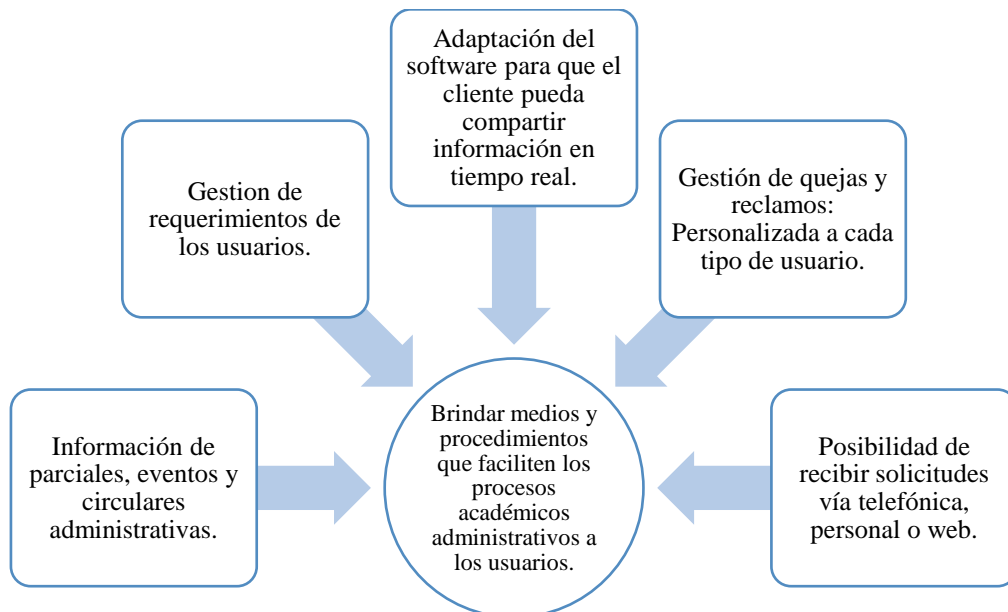 Adaptación del
software para que el
cliente pueda
compartir
información en
tiempo real.
Gestion de
requerimientos de
los usuarios.
Gestión de quejas y
reclamos:
Personalizada a cada
tipo de usuario.
Información de
parciales, eventos y
circulares
administrativas.
Brindar medios y
procedimientos
que faciliten los
procesos
académicos
administrativos a
los usuarios.
Posibilidad de
recibir solicitudes
vía telefónica,
personal o web.